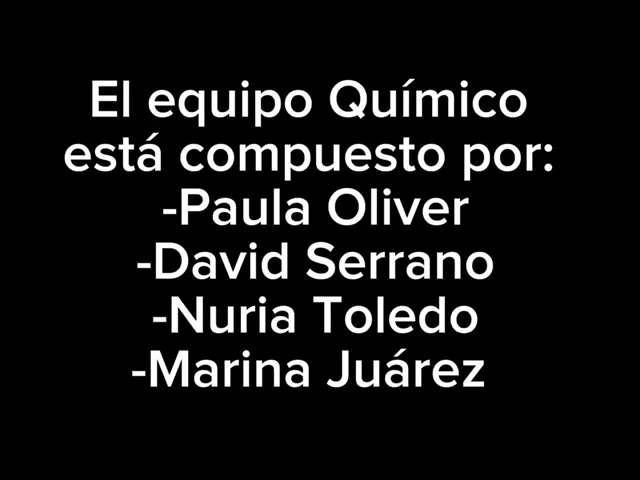 El equipo Químico
está compuesto por:
-Paula Oliver
-David Serrano
-Nuria Toledo
-Marina Juárez